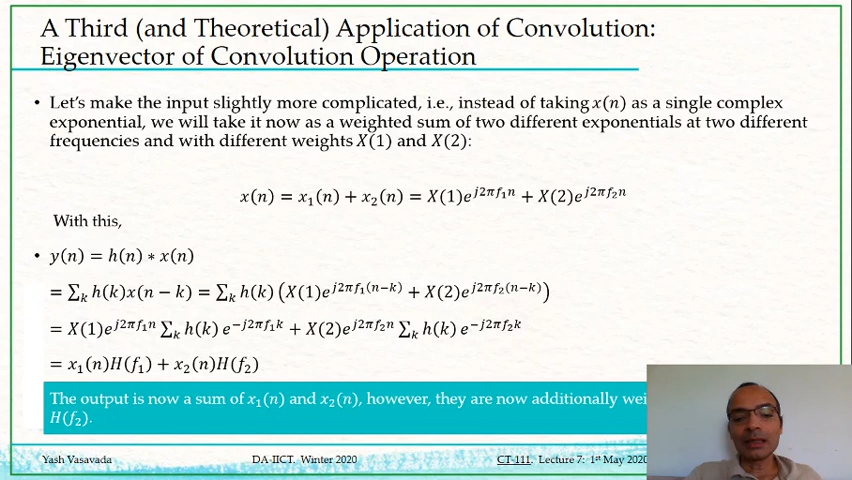 A Third (and Theoretical) Application of Convolution:
Eigenvector of Convolution Operation
• Let's make the input slightly more complicated, i.e., instead of taking x(n) as a single complex
exponential, we will take it now as a weighted sum of two different exponentials at two different
frequencies and with different weights X(1) and X(2):
x(n) = x₁(n) + x₂(n) = X(1)e^{j2πf₁n} + X(2)e^{j2πf₂n}
With this,
• y(n) = h(n) ∗ x(n)
= ∑ₖ h(k)x(n − k) = ∑ₖ h(k) (X(1)e^{j2πf₁(n−k)} + X(2)e^{j2πf₂(n−k)})
= X(1)e^{j2πf₁n} ∑ₖ h(k) e^{−j2πf₁k} + X(2)e^{j2πf₂n} ∑ₖ h(k) e^{−j2πf₂k}
= x₁(n)H(f₁) + x₂(n)H(f₂)
The output is now a sum of x₁(n) and x₂(n), however, they are now additionally
H(f₂).
Yash Vasavada DA-IICT. Winter 2020 CT-111. Lecture 7: 1st May 2020